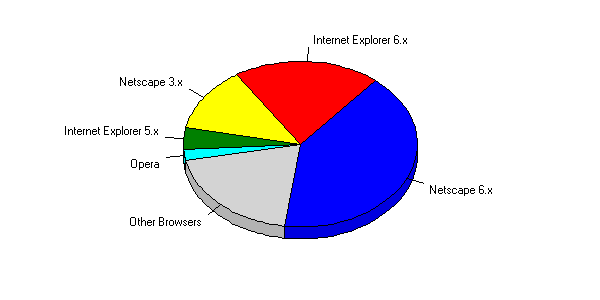 Internet Explorer 6.x
Netscape 3.x
Internet Explorer 5.x
Opera
Netscape 6.x
Other Browsers